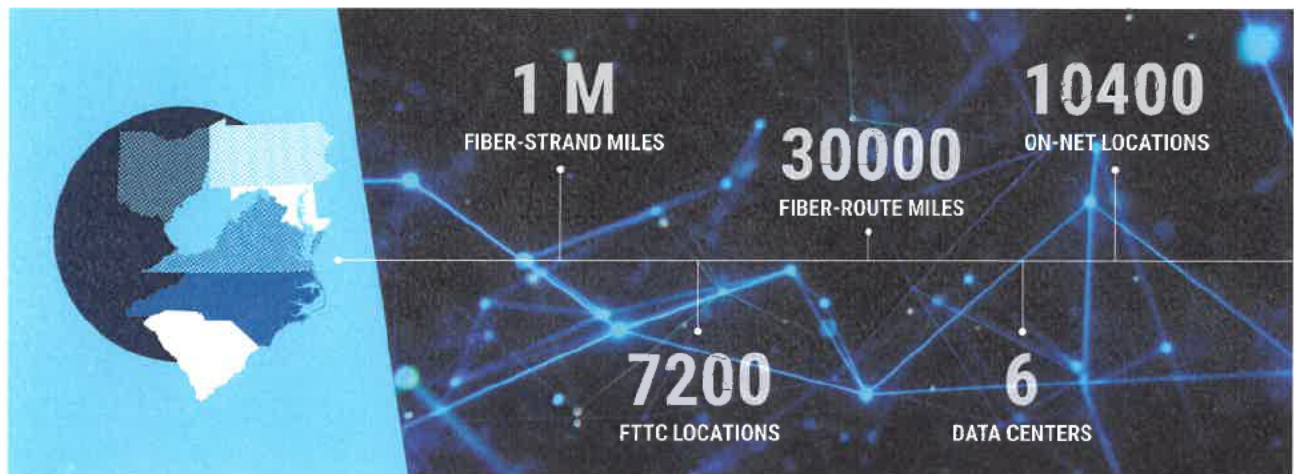 1 M
FIBER-STRAND MILES
30000
FIBER-ROUTE MILES
10400
ON-NET LOCATIONS
7200
FTTC LOCATIONS
6
DATA CENTERS